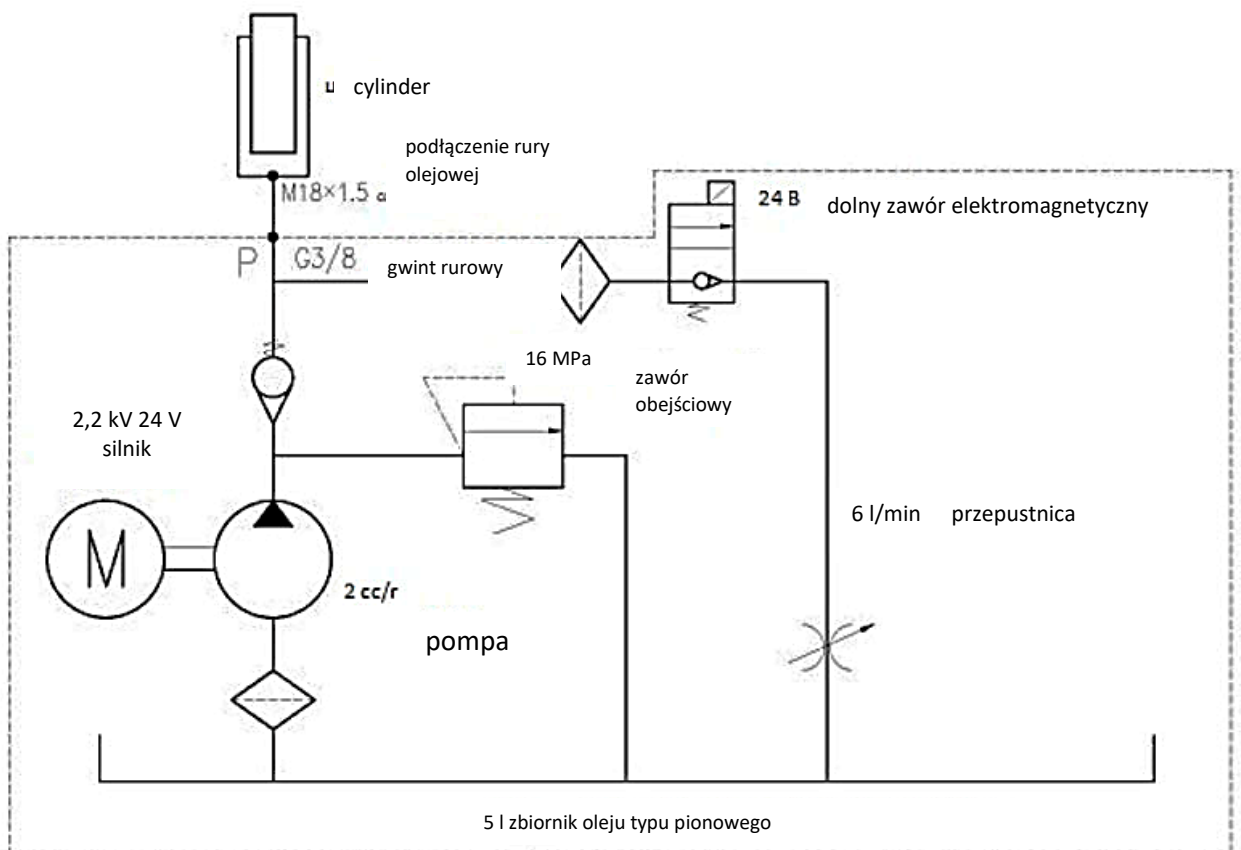 cylinder
podłączenie rury
olejowej
M18×1.5
24 B
dolny zawór elektromagnetyczny
P
G3/8
gwint rurowy
16 MPa
zawór
obejściowy
2,2 kV 24 V
silnik
6 l/min przepustnica
M
2 cc/r
pompa
5 l zbiornik oleju typu pionowego